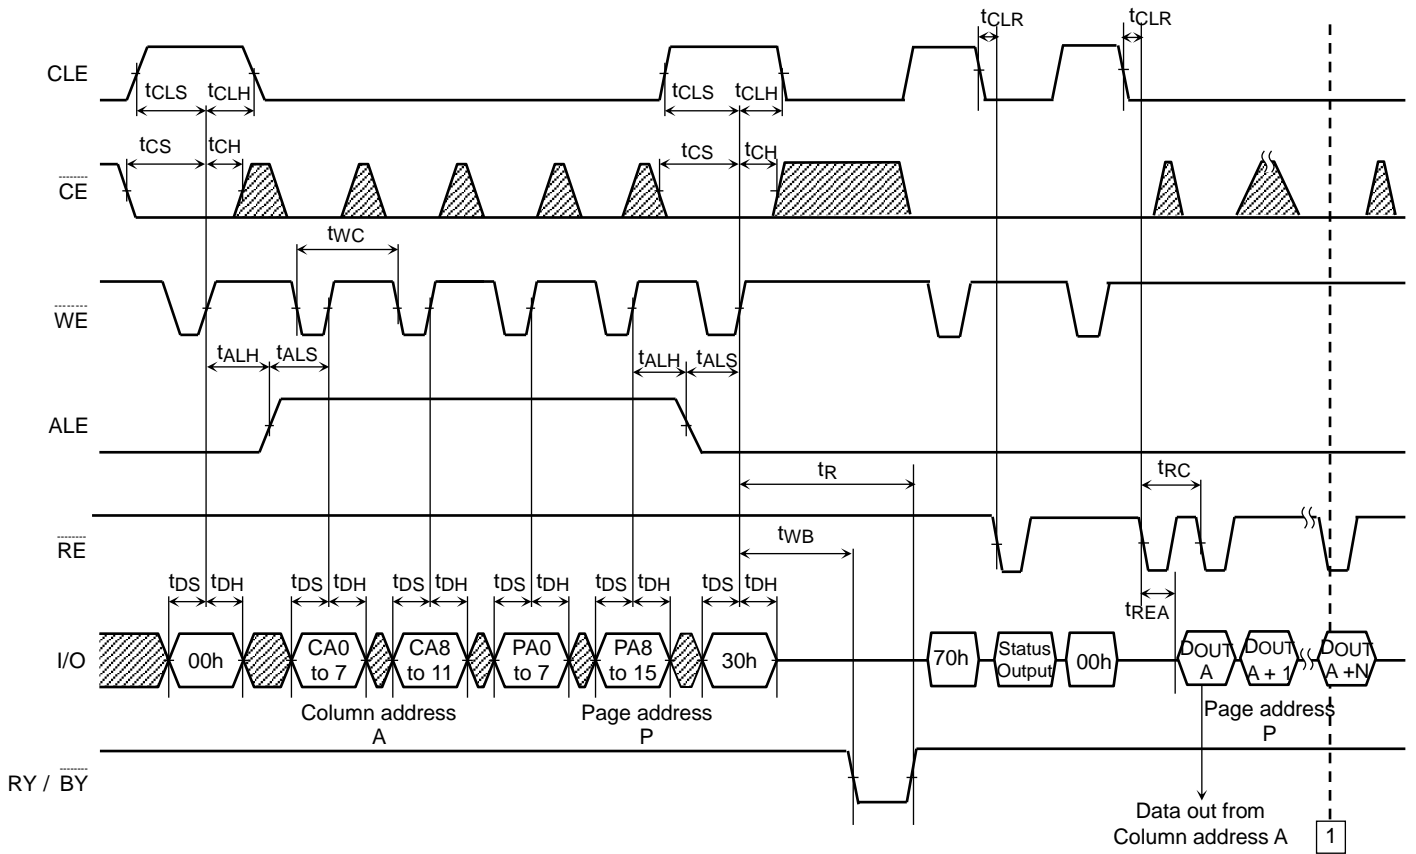 tCLR tCLR
CLE
tCLS tCLH tCLS tCLH
tCS tCH tCS tCH
CE
tWC
WE
tALH tALS tALH tALS
ALE
tR tRC
RE
tWB
tDS tDH tDS tDH tDS tDH tDS tDH tDS tDH tDS tDH
tREA
I/O
00h
CA0
to 7
CA8
to 11
PA0
to 7
PA8
to 15
30h
70h
Status
Output
00h
DOUT
A
DOUT
A + 1
DOUT
A +N
Column address
A
Page address
P
Page address
P
RY / BY
Data out from
Column address A
1